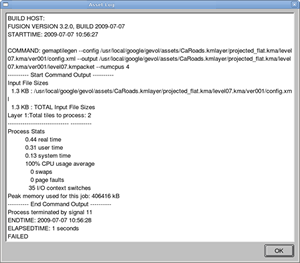 Asset Log
BUILD HOST:
FUSION VERSION 3.2.0, BUILD 2009-07-07
STARTTIME: 2009-07-07 10:56:27
COMMAND: gemaptilegen --config /usr/local/google/gevol/assets/CaRoads.kmlayer/projected_flat.kma/level
07.kma/ver001/config.xml --output /usr/local/google/gevol/assets/CaRoads.kmlayer/projected_flat.kma/lev
el07.kma/ver001/level07.kmpacket --numcpus 4
---------- Start Command Output ----------
Input File Sizes
1.3 KB : /usr/local/google/gevol/assets/CaRoads.kmlayer/projected_flat.kma/level07.kma/ver001/config.xm
l
1.3 KB : TOTAL Input File Sizes
Layer 1:Total tiles to process: 2
------------------------------ ----------
Process Stats
0.44 real time
0.31 user time
0.13 system time
100% CPU usage average
0 swaps
0 page faults
35 I/O context switches
Peak memory used for this job: 406416 kB
---------- End Command Output ----------
Process terminated by signal 11
ENDTIME: 2009-07-07 10:56:28
ELAPSEDTIME: 1 seconds
FAILED
OK